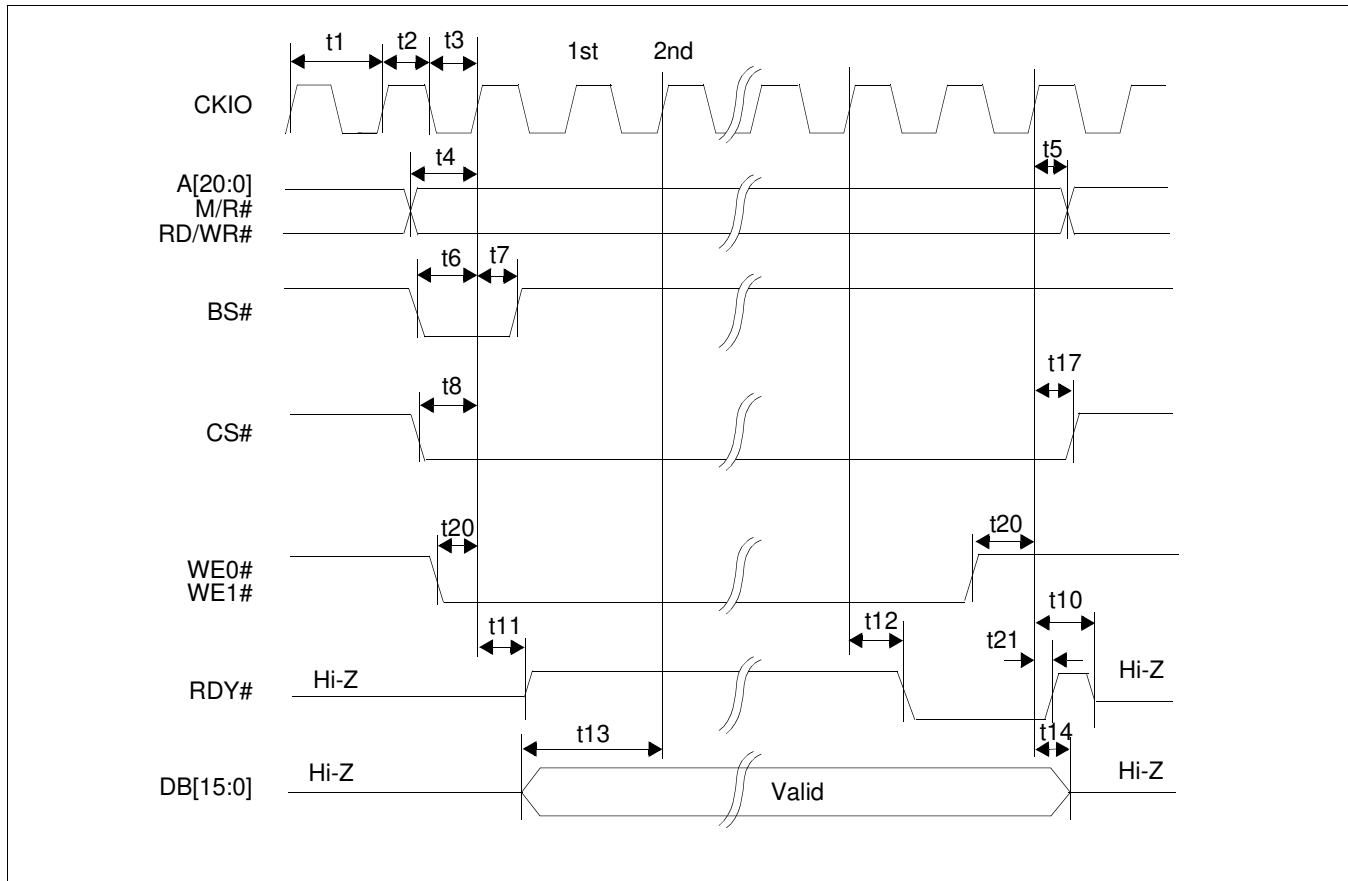 t1 t2 t3 1st 2nd
CKIO
t4 t5
A[20:0]
M/R#
RD/WR#
t6 t7
BS#
t17
t8
CS#
t20 t20
WE0#
WE1#
t10
t11 t12
t21
RDY# Hi-Z Hi-Z
t13 t14
DB[15:0] Hi-Z Valid Hi-Z